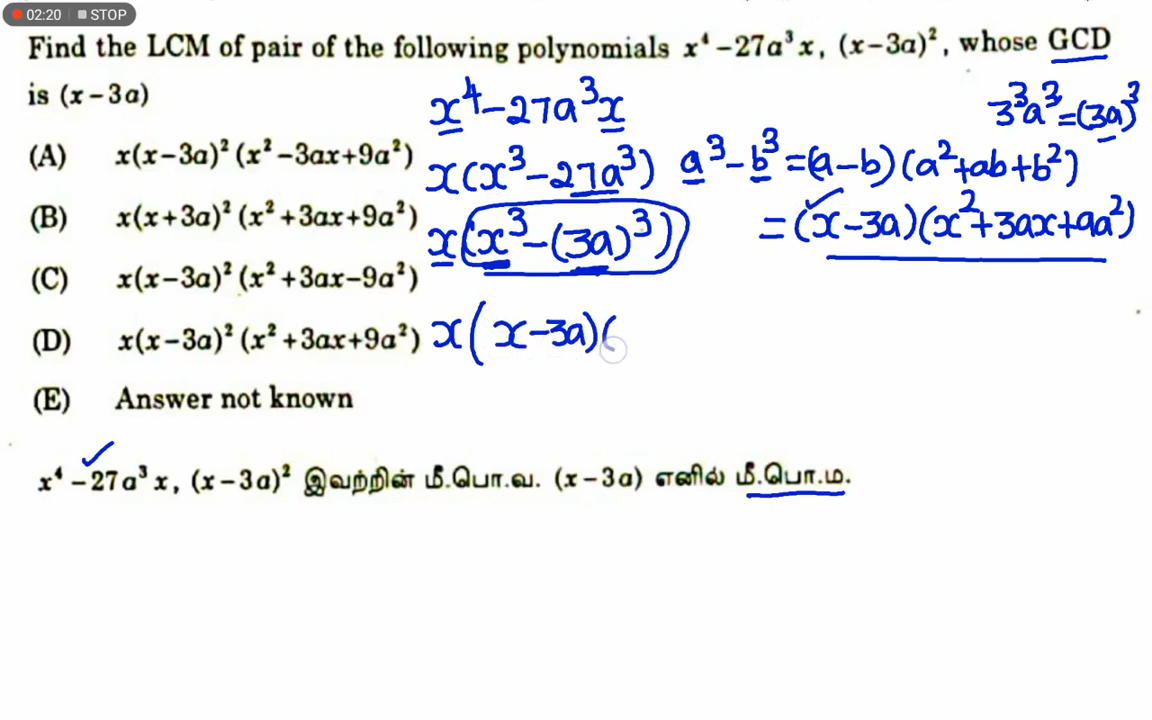 02:20 STOP
Find the LCM of pair of the following polynomials x⁴ −27a³x, (x−3a)², whose GCD
is (x−3a)
x⁴−27a³x
3³a³=(3a)³
(A) x(x−3a)² (x²−3ax+9a²)
x(x³−27a³) a³−b³=(a−b)(a²+ab+b²)
(B) x(x+3a)² (x²+3ax+9a²)
x(x³−(3a)³) =(x−3a)(x²+3ax+9a²)
(C) x(x−3a)² (x²+3ax−9a²)
(D) x(x−3a)² (x²+3ax+9a²)
x(x−3a)(
(E) Answer not known
x⁴ −27a³x, (x−3a)² இவற்றின் மீ.பொ.வ. (x−3a) எனில் மீ.பொ.ம.